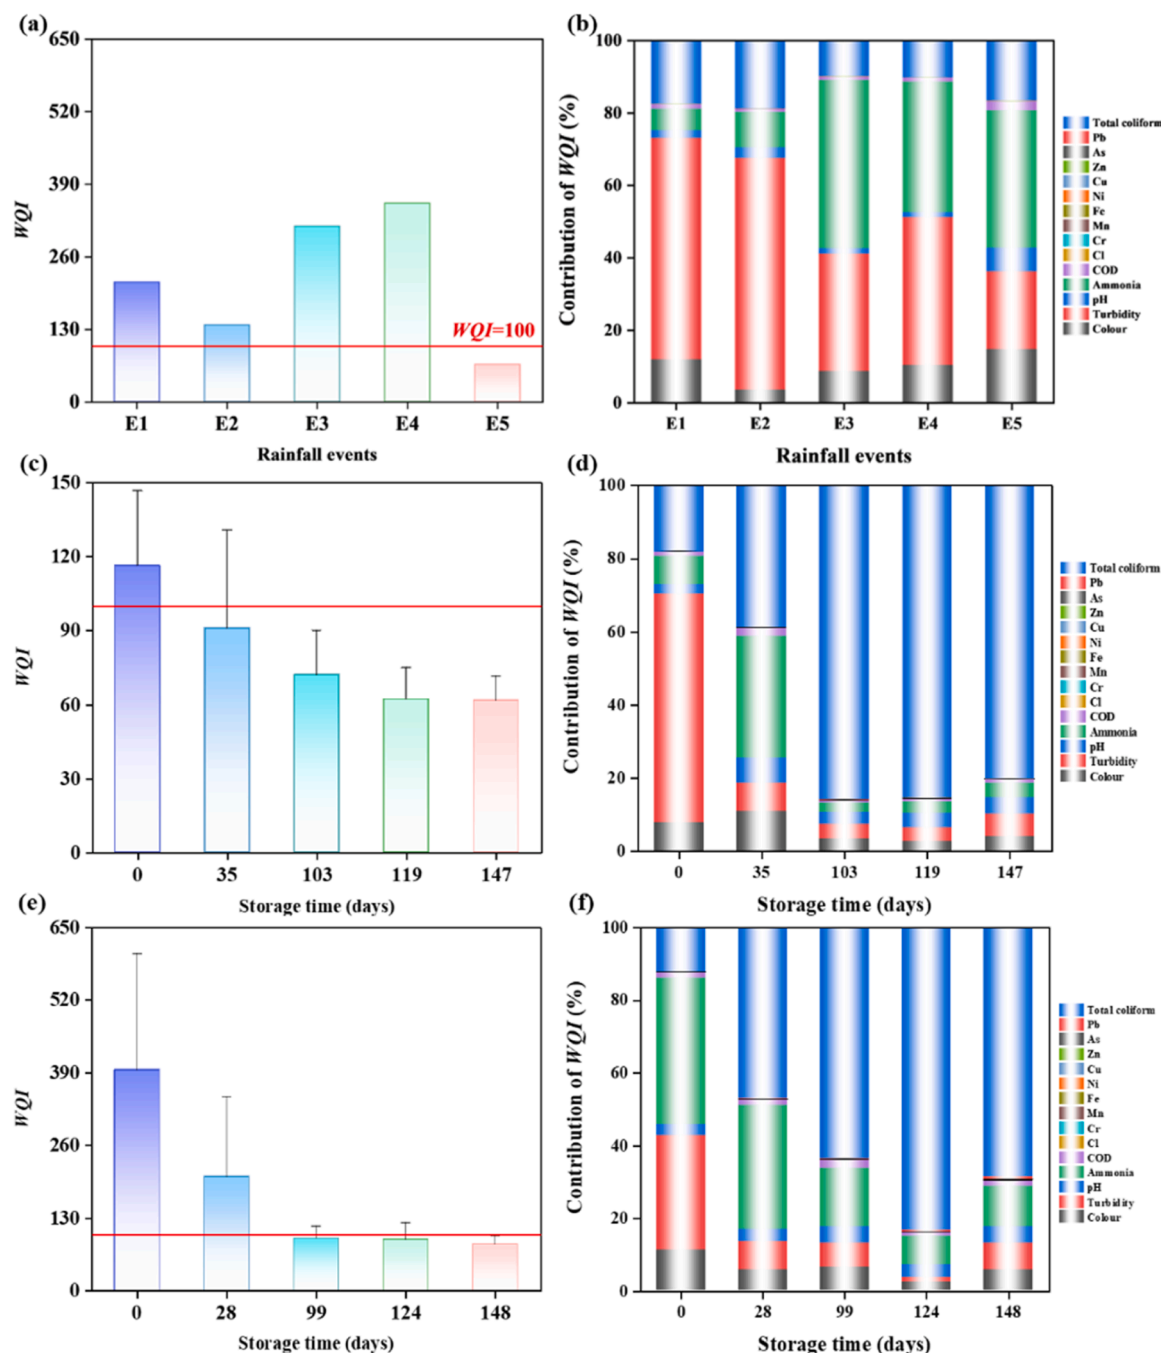 (a)
650
520
390
260
130
0
WQI
WQI=100
E1 E2 E3 E4 E5
Rainfall events
(b)
100
80
60
40
20
0
Contribution of WQI (%)
E1 E2 E3 E4 E5
Rainfall events
Total coliform
Pb
As
Zn
Cu
Ni
Fe
Mn
Cr
Cl
COD
Ammonia
pH
Turbidity
Colour
(c)
150
120
90
60
30
0
WQI
0 35 103 119 147
Storage time (days)
(d)
100
80
60
40
20
0
Contribution of WQI (%)
0 35 103 119 147
Storage time (days)
Total coliform
Pb
As
Zn
Cu
Ni
Fe
Mn
Cr
Cl
COD
Ammonia
pH
Turbidity
Colour
(e)
650
520
390
260
130
0
WQI
0 28 99 124 148
Storage time (days)
(f)
100
80
60
40
20
0
Contribution of WQI (%)
0 28 99 124 148
Storage time (days)
Total coliform
Pb
As
Zn
Cu
Ni
Fe
Mn
Cr
Cl
COD
Ammonia
pH
Turbidity
Colour